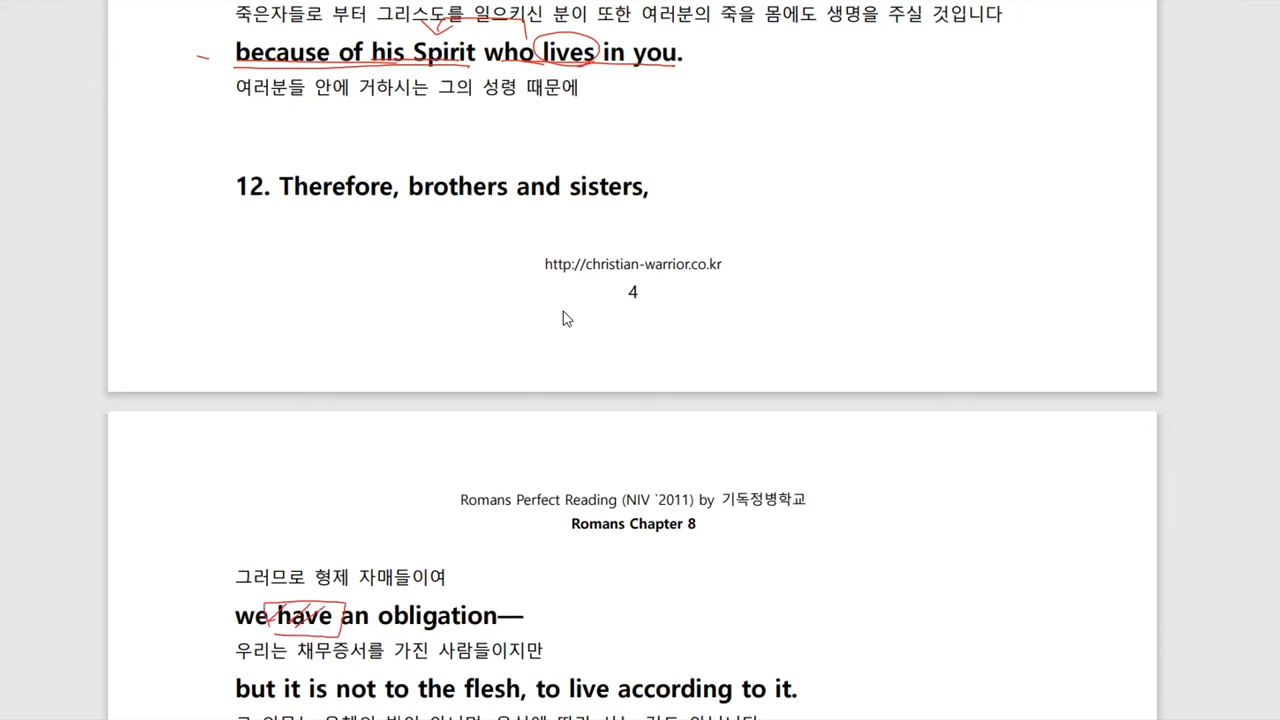 죽은자들로 부터 그리스도를 일으키신 분이 또한 여러분의 죽을 몸에도 생명을 주실 것입니다
because of his Spirit who lives in you.
여러분들 안에 거하시는 그의 성령 때문에
12. Therefore, brothers and sisters,
http://christian-warrior.co.kr
4
Romans Perfect Reading (NIV `2011) by 기독정병학교
Romans Chapter 8
그러므로 형제 자매들이여
we have an obligation—
우리는 채무증서를 가진 사람들이지만
but it is not to the flesh, to live according to it.